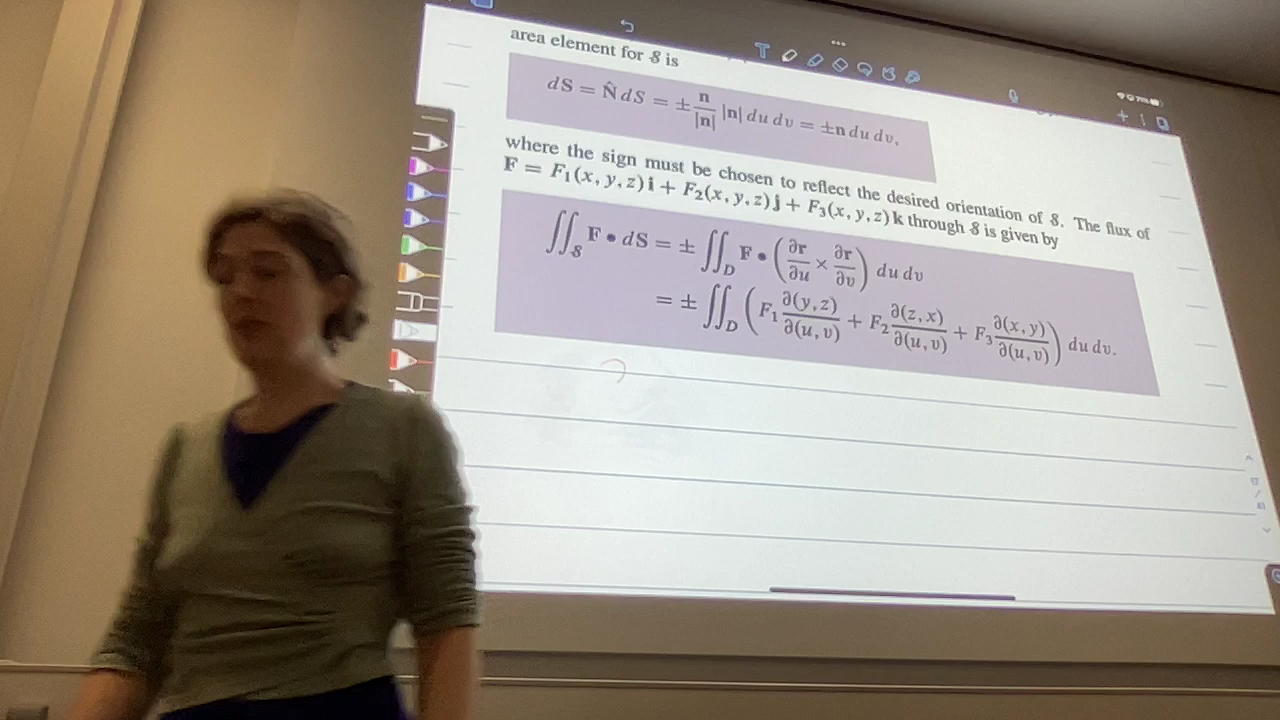 area element for 𝒮 is
d𝐒 = N̂ dS = ± n/|n| |n| du dv = ±n du dv,
where the sign must be chosen to reflect the desired orientation of 𝒮. The flux of
F = F₁(x, y, z)i + F₂(x, y, z)j + F₃(x, y, z)k through 𝒮 is given by
∬_𝒮 F • d𝐒 = ± ∬_D F • (∂r/∂u × ∂r/∂v) du dv
= ± ∬_D (F₁ ∂(y, z)/∂(u, v) + F₂ ∂(z, x)/∂(u, v) + F₃ ∂(x, y)/∂(u, v)) du dv.